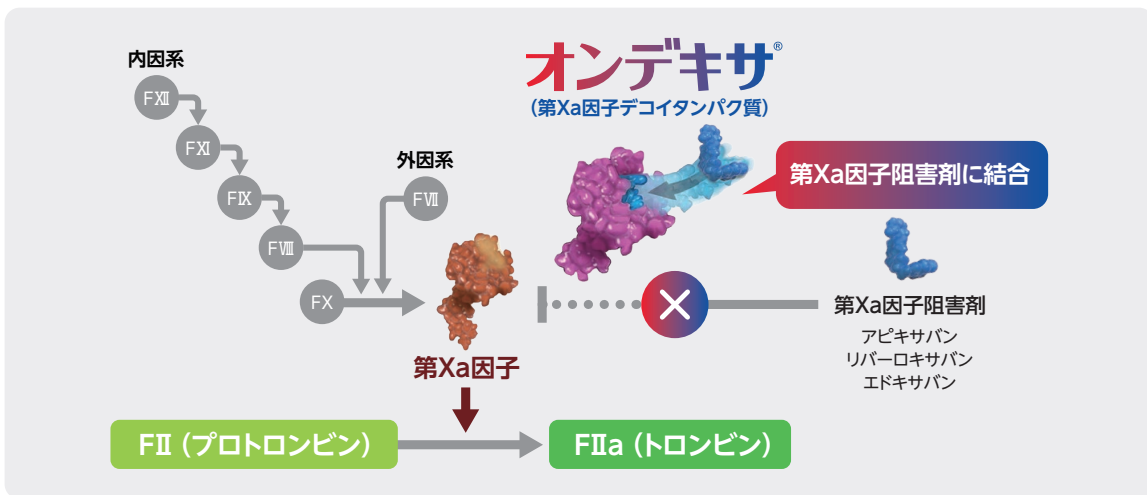 内因系
FⅫ
FⅪ
FⅨ
FⅧ
FⅩ
外因系
FⅦ
オンデキサ®
(第Xa因子デコイタンパク質)
第Xa因子阻害剤に結合
第Xa因子阻害剤
アピキサバン
リバーロキサバン
エドキサバン
第Xa因子
FⅡ(プロトロンビン)
FⅡa(トロンビン)